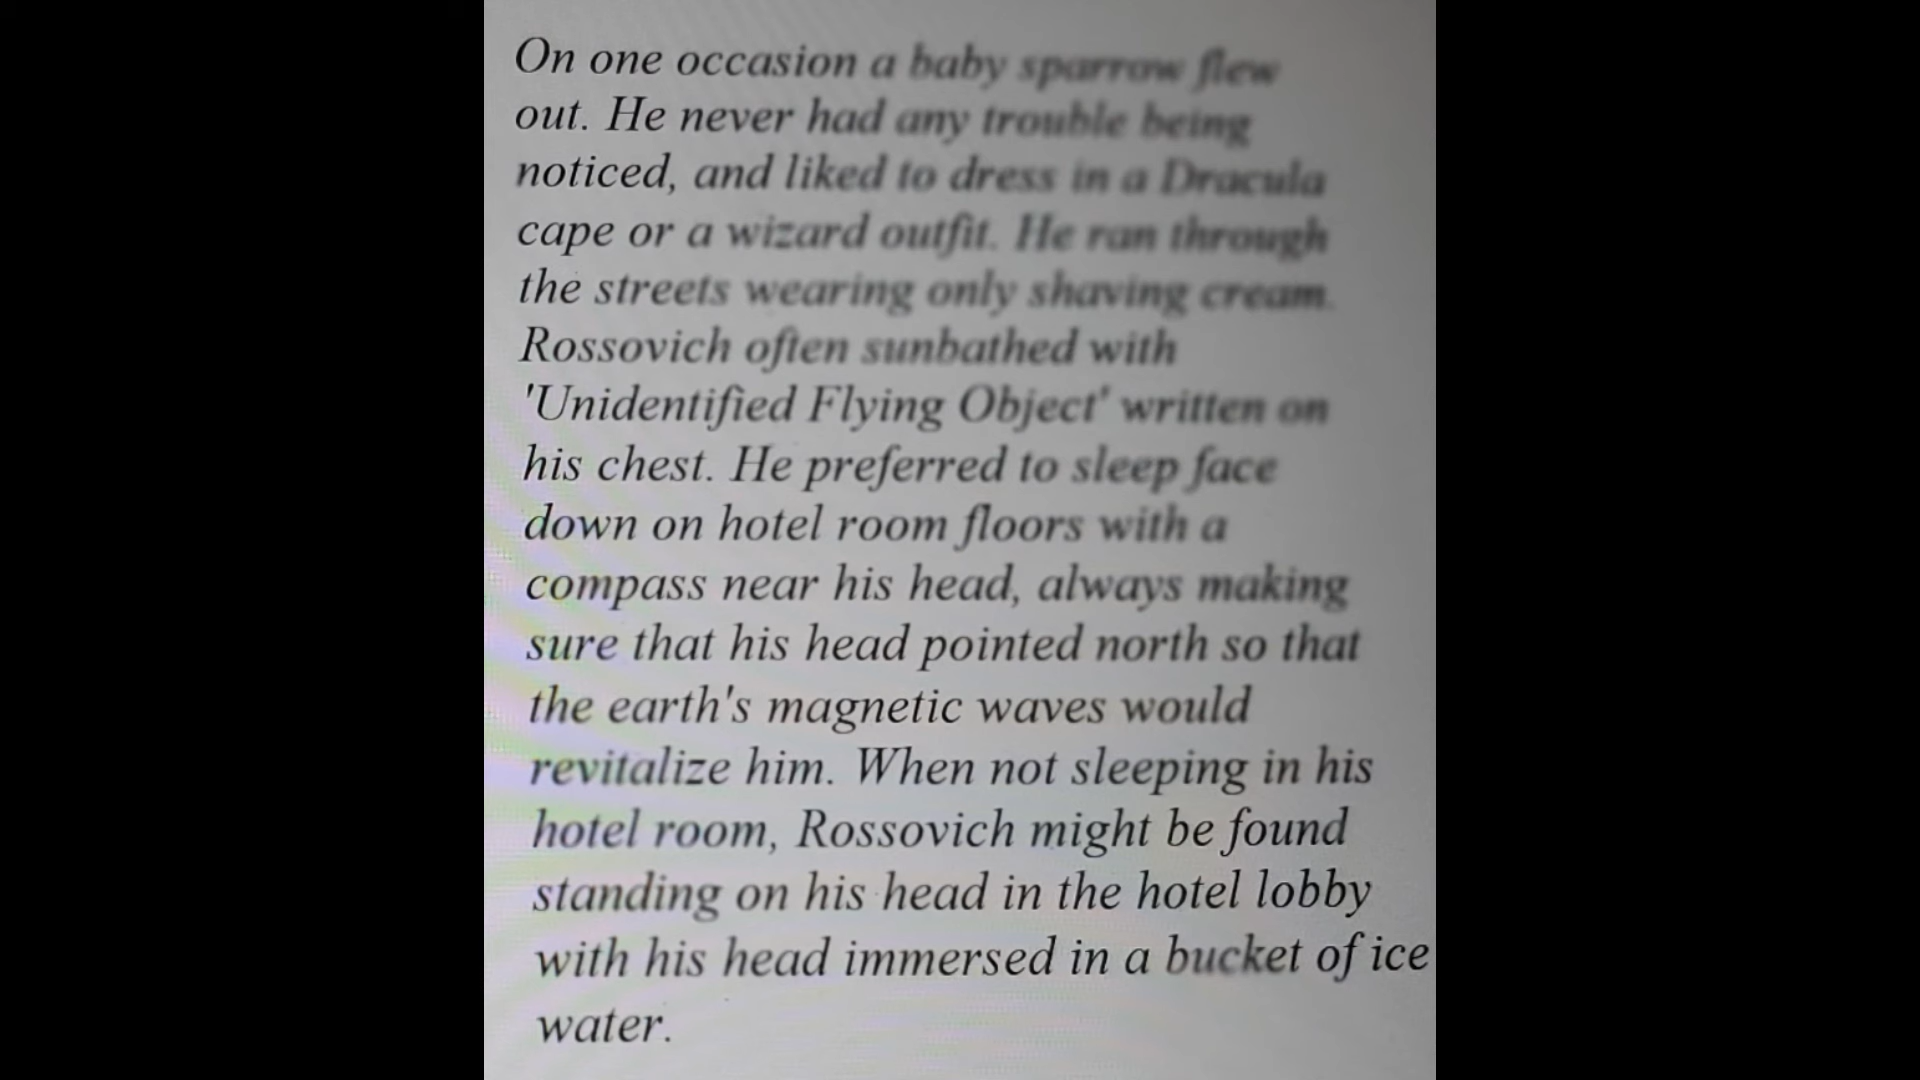 On one occasion a baby sparrow flew
out. He never had any trouble being
noticed, and liked to dress in a Dracula
cape or a wizard outfit. He ran through
the streets wearing only shaving cream.
Rossovich often sunbathed with
'Unidentified Flying Object' written on
his chest. He preferred to sleep face
down on hotel room floors with a
compass near his head, always making
sure that his head pointed north so that
the earth's magnetic waves would
revitalize him. When not sleeping in his
hotel room, Rossovich might be found
standing on his head in the hotel lobby
with his head immersed in a bucket of ice
water.